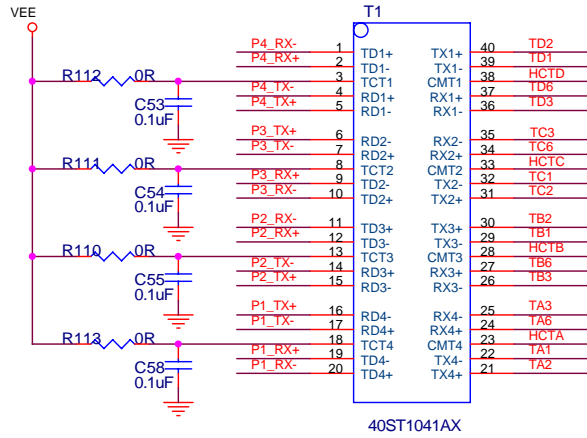 VEE
T1
P4_RX- 1 TD1+ TX1+ 40 TD2
P4_RX+ 2 TD1- TX1- 39 TD1
R112 0R 3 TCT1 CMT1 38 HCTD
P4_TX- 4 RD1+ RX1+ 37 TD6
P4_TX+ 5 RD1- RX1- 36 TD3
C53
0.1uF
P3_TX+ 6 RD2- RX2- 35 TC3
P3_TX- 7 RD2+ RX2+ 34 TC6
R111 0R 8 TCT2 CMT2 33 HCTC
P3_RX+ 9 TD2- TX2- 32 TC1
P3_RX- 10 TD2+ TX2+ 31 TC2
C54
0.1uF
P2_RX- 11 TD3+ TX3+ 30 TB2
P2_RX+ 12 TD3- TX3- 29 TB1
R110 0R 13 TCT3 CMT3 28 HCTB
P2_TX- 14 RD3+ RX3+ 27 TB6
P2_TX+ 15 RD3- RX3- 26 TB3
C55
0.1uF
P1_TX+ 16 RD4- RX4- 25 TA3
P1_TX- 17 RD4+ RX4+ 24 TA6
R113 0R 18 TCT4 CMT4 23 HCTA
P1_RX+ 19 TD4- TX4- 22 TA1
P1_RX- 20 TD4+ TX4+ 21 TA2
C58
0.1uF
40ST1041AX